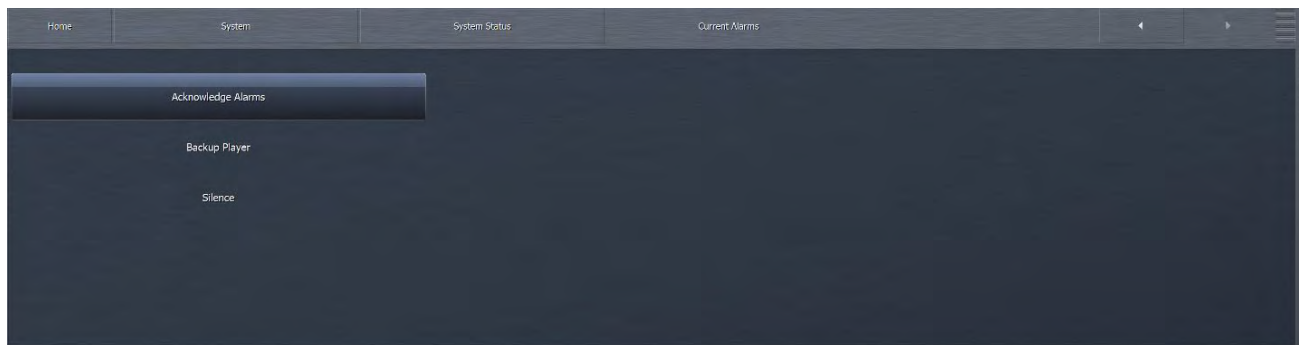 Home System System Status Current Alarms
Acknowledge Alarms
Backup Player
Silence